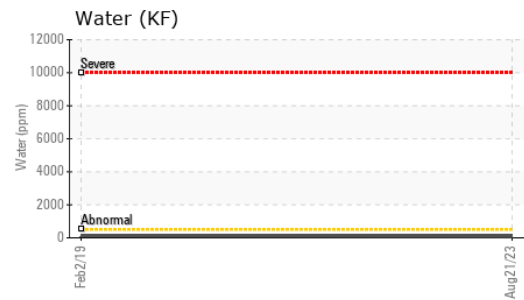 Water (KF)
12000
Severe
10000
8000
6000
4000
2000
Abnormal
0
Water (ppm)
Feb2/19
Aug21/23